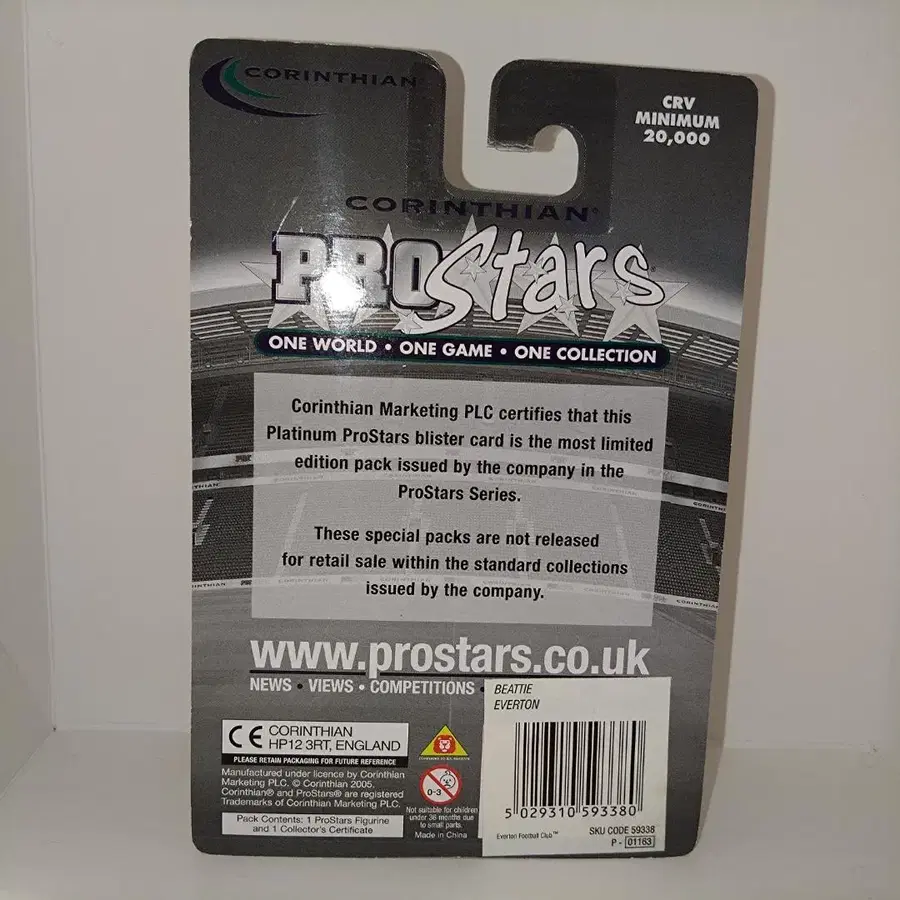 CORINTHIAN
CRV
MINIMUM
20,000
CORINTHIAN®
PROStars®
ONE WORLD • ONE GAME • ONE COLLECTION
Corinthian Marketing PLC certifies that this
Platinum ProStars blister card is the most limited
edition pack issued by the company in the
ProStars Series.
These special packs are not released
for retail sale within the standard collections
issued by the company.
www.prostars.co.uk
NEWS • VIEWS • COMPETITIONS •
BEATTIE
EVERTON
CE CORINTHIAN
HP12 3RT, ENGLAND
PLEASE RETAIN PACKAGING FOR FUTURE REFERENCE
Manufactured under licence by Corinthian
Marketing PLC. © Corinthian 2005.
Corinthian® and ProStars® are registered
Trademarks of Corinthian Marketing PLC.
Pack Contents: 1 ProStars Figurine
and 1 Collector's Certificate
0-3
Not suitable for children
under 36 months due
to small parts.
Made in China
5 029310 593380
Everton Football Club™
SKU CODE 59338
P - 01163